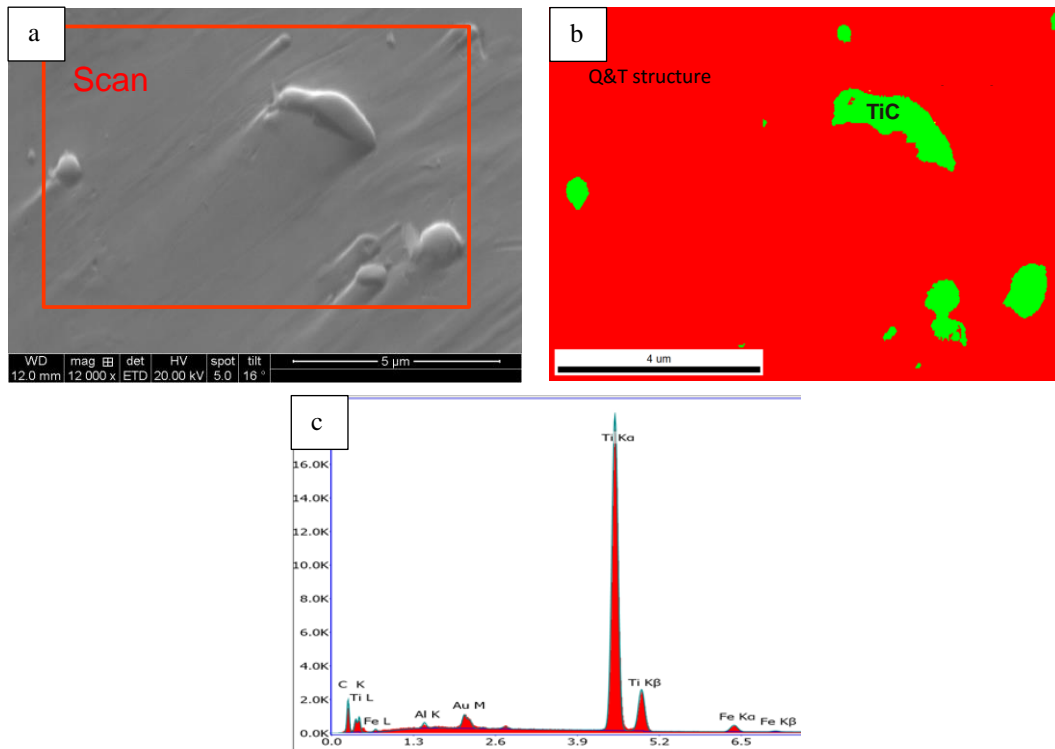 a
Scan
WD mag ⊞ det HV spot tilt
12.0 mm 12 000 x ETD 20.00 kV 5.0 16 °
5 µm
b
Q&T structure
TiC
4 um
c
Ti Kα
16.0K
14.0K
12.0K
10.0K
8.0K
6.0K
4.0K
2.0K
0.0K
C K
Ti L
Fe L
Al K
Au M
Ti Kβ
Fe Kα
Fe Kβ
0.0 1.3 2.6 3.9 5.2 6.5